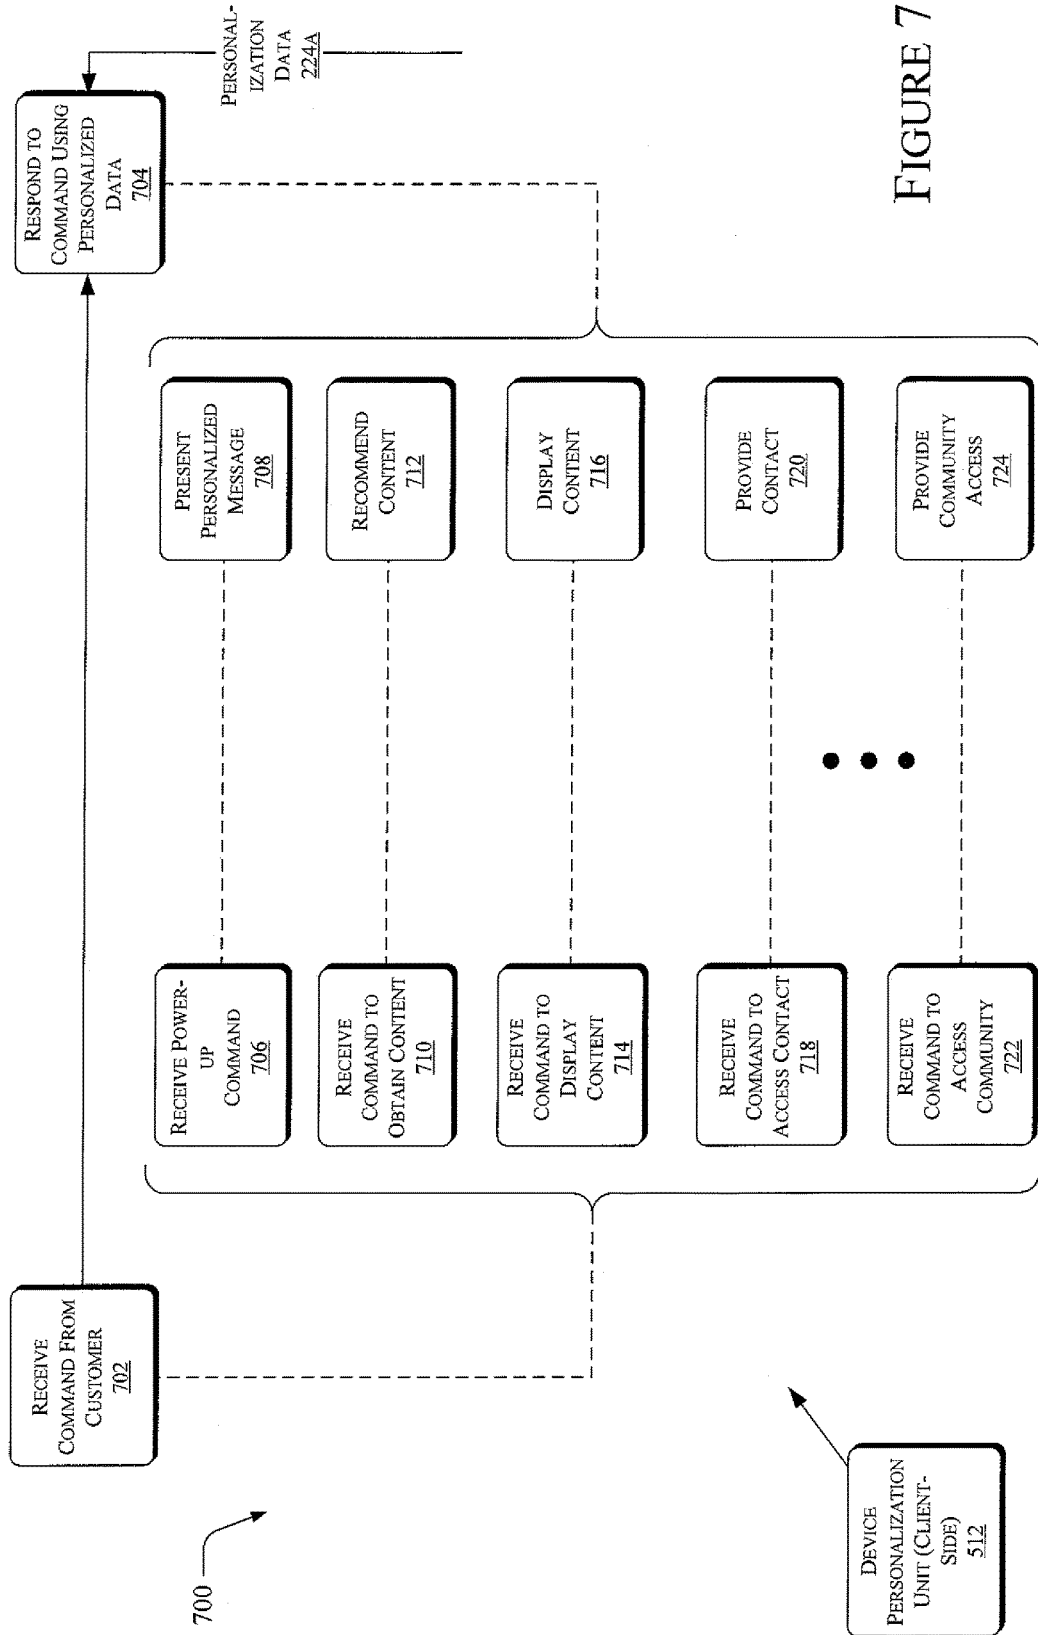 700
RECEIVE
COMMAND FROM
CUSTOMER
702
RESPOND TO
COMMAND USING
PERSONALIZED
DATA
704
PERSONAL-
IZATION
DATA
224A
RECEIVE POWER-
UP
COMMAND
706
PRESENT
PERSONALIZED
MESSAGE
708
RECEIVE
COMMAND TO
OBTAIN CONTENT
710
RECOMMEND
CONTENT
712
RECEIVE
COMMAND TO
DISPLAY
CONTENT
714
DISPLAY
CONTENT
716
RECEIVE
COMMAND TO
ACCESS CONTACT
718
PROVIDE
CONTACT
720
RECEIVE
COMMAND TO
ACCESS
COMMUNITY
722
PROVIDE
COMMUNITY
ACCESS
724
DEVICE
PERSONALIZATION
UNIT (CLIENT-
SIDE)
512
FIGURE 7